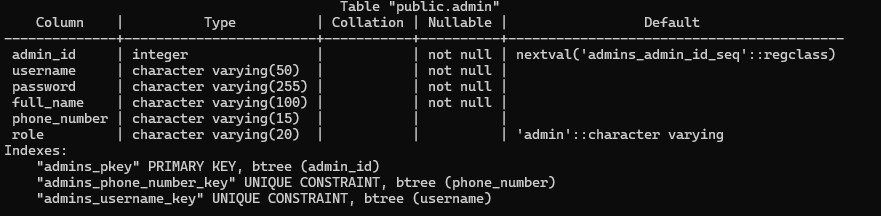 Table "public.admin"
    Column    |          Type          | Collation | Nullable |                 Default
--------------+------------------------+-----------+----------+------------------------------------------
 admin_id     | integer                |           | not null | nextval('admins_admin_id_seq'::regclass)
 username     | character varying(50)  |           | not null |
 password     | character varying(255) |           | not null |
 full_name    | character varying(100) |           | not null |
 phone_number | character varying(15)  |           |          |
 role         | character varying(20)  |           |          | 'admin'::character varying
Indexes:
    "admins_pkey" PRIMARY KEY, btree (admin_id)
    "admins_phone_number_key" UNIQUE CONSTRAINT, btree (phone_number)
    "admins_username_key" UNIQUE CONSTRAINT, btree (username)